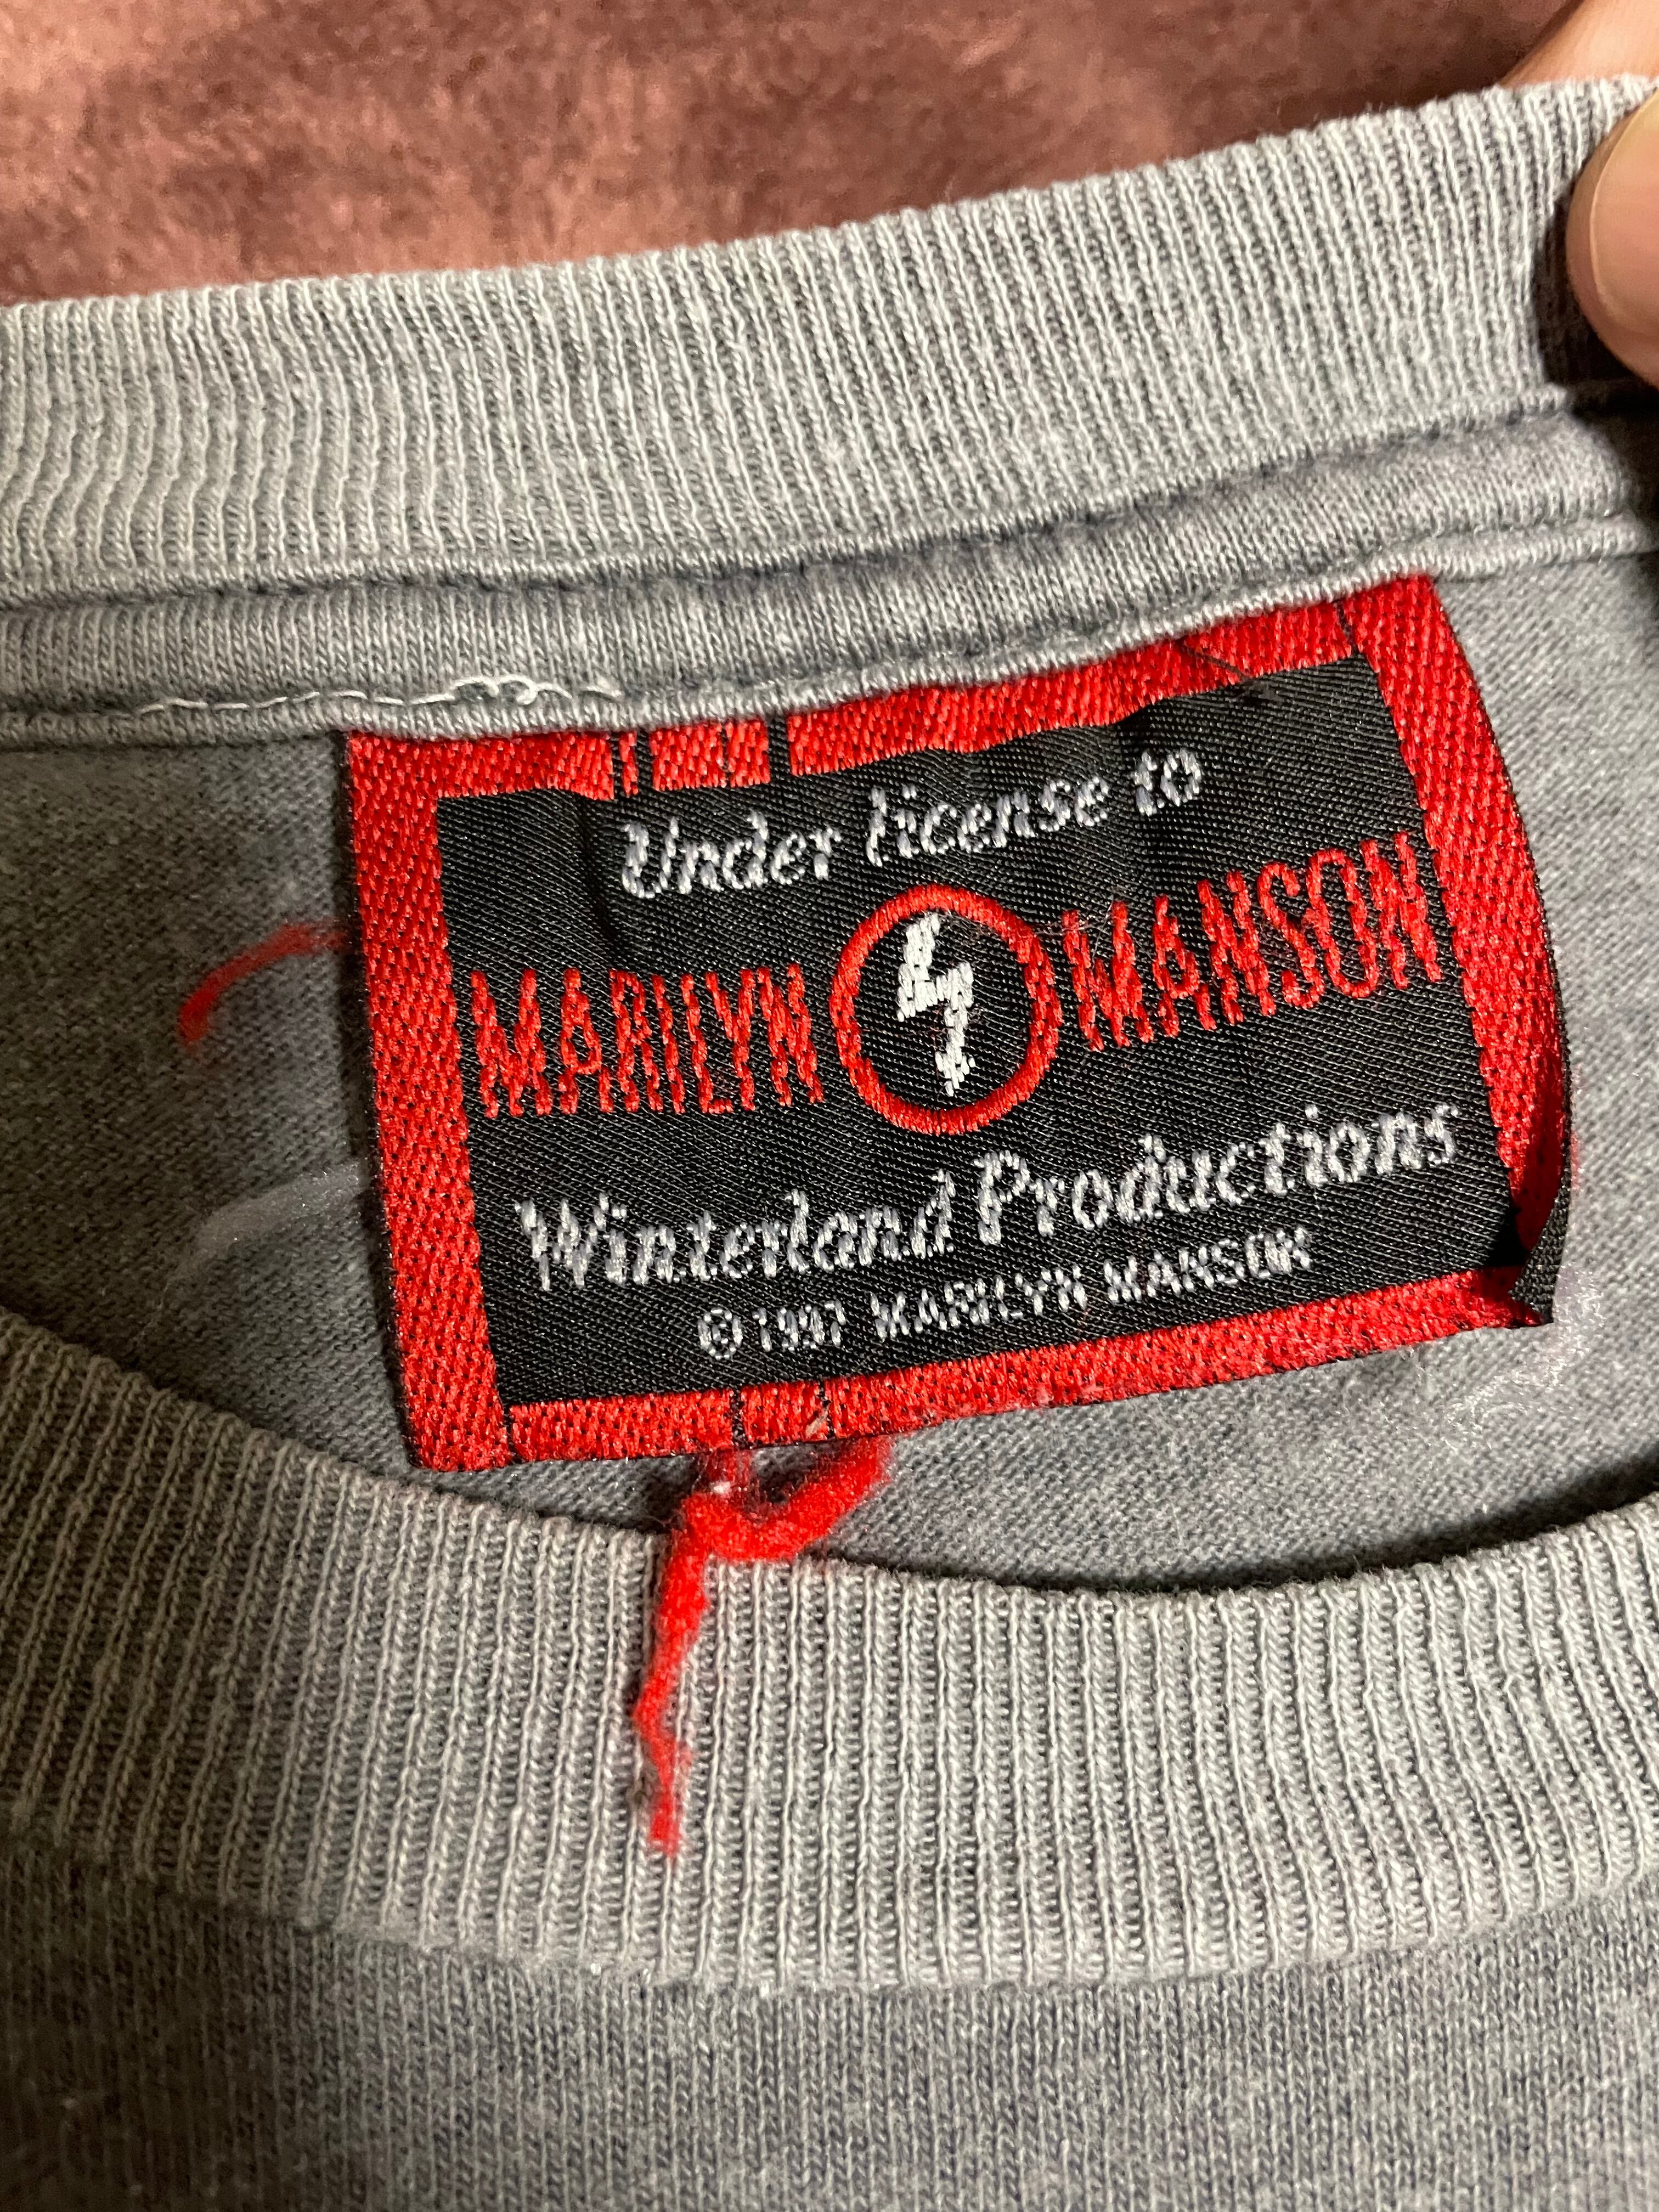 Under license to
MARILYN MANSON
Winterland Productions
© 1997 MARILYN MANSON